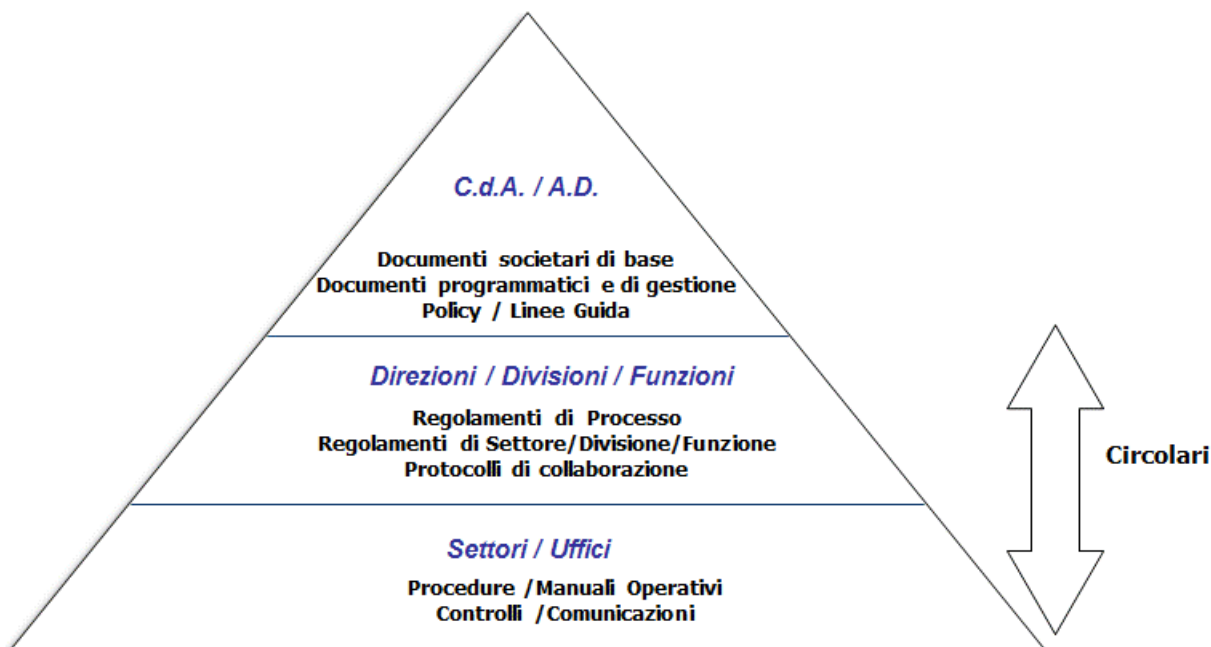 C.d.A. / A.D.
Documenti societari di base
Documenti programmatici e di gestione
Policy / Linee Guida
Direzioni / Divisioni / Funzioni
Regolamenti di Processo
Regolamenti di Settore/Divisione/Funzione
Protocolli di collaborazione
Circolari
Settori / Uffici
Procedure /Manuali Operativi
Controlli /Comunicazioni